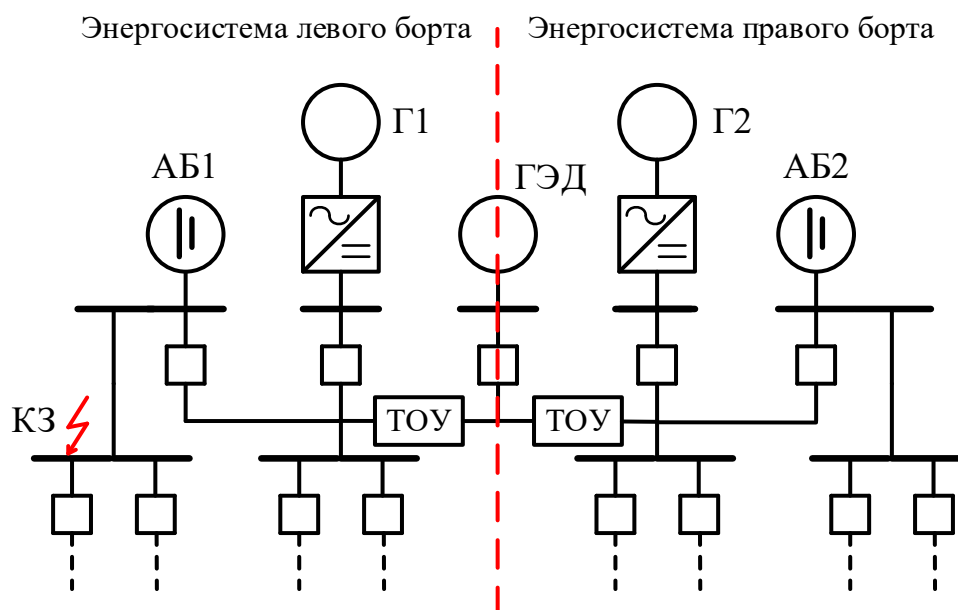 Энергосистема левого борта
Энергосистема правого борта
Г1
Г2
АБ1
ГЭД
АБ2
КЗ
ТОУ
ТОУ